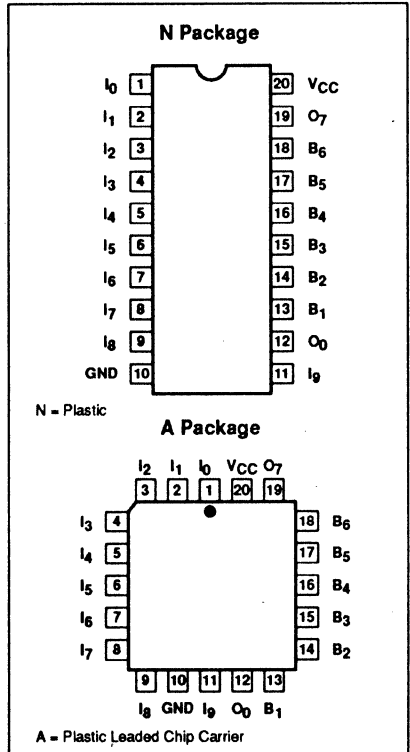 N Package
I0 1 20 VCC
I1 2 19 O7
I2 3 18 B6
I3 4 17 B5
I4 5 16 B4
I5 6 15 B3
I6 7 14 B2
I7 8 13 B1
I8 9 12 O0
GND 10 11 I9
N = Plastic
A Package
I2 I1 I0 VCC O7
3 2 1 20 19
I3 4 18 B6
I4 5 17 B5
I5 6 16 B4
I6 7 15 B3
I7 8 14 B2
9 10 11 12 13
I8 GND I9 O0 B1
A = Plastic Leaded Chip Carrier